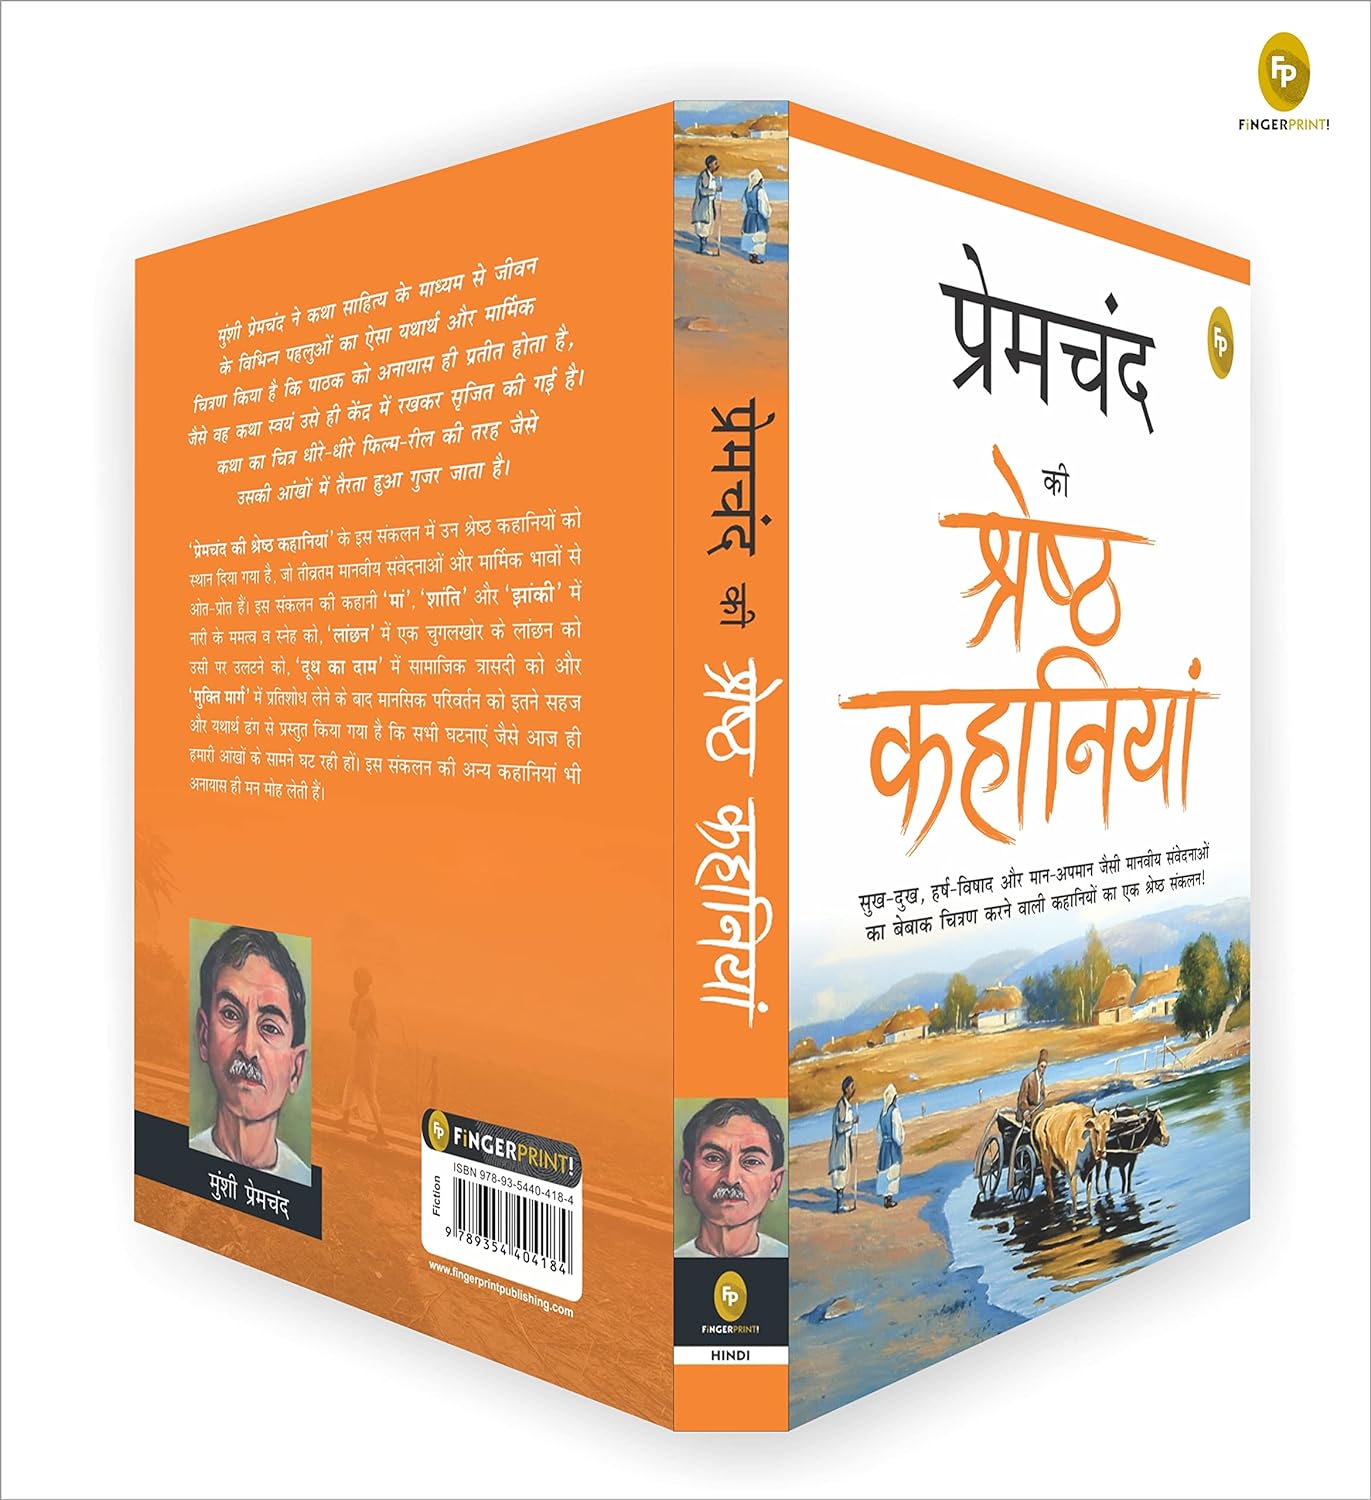 FiNGERPRINT!
मुंशी प्रेमचंद ने कथा साहित्य के माध्यम से जीवन
के विभिन्न पहलुओं का ऐसा यथार्थ और मार्मिक
चित्रण किया है कि पाठक को अनायास ही प्रतीत होता है,
जैसे वह कथा स्वयं उसे ही केंद्र में रखकर सृजित की गई है।
कथा का चित्र धीरे-धीरे फिल्म-रील की तरह जैसे
उसकी आंखों में तैरता हुआ गुजर जाता है।
'प्रेमचंद की श्रेष्ठ कहानियां' के इस संकलन में उन श्रेष्ठ कहानियों को
स्थान दिया गया है, जो तीव्रतम मानवीय संवेदनाओं और मार्मिक भावों से
ओत-प्रोत हैं। इस संकलन की कहानी 'मां', 'शांति' और 'झांकी' में
नारी के ममत्व व स्नेह को, 'लांछन' में एक चुगलखोर के लांछन को
उसी पर उलटने को, 'दूध का दाम' में सामाजिक त्रासदी को और
'मुक्ति मार्ग' में प्रतिशोध लेने के बाद मानसिक परिवर्तन को इतने सहज
और यथार्थ ढंग से प्रस्तुत किया गया है कि सभी घटनाएं जैसे आज ही
हमारी आंखों के सामने घट रही हों। इस संकलन की अन्य कहानियां भी
अनायास ही मन मोह लेती हैं।
मुंशी प्रेमचंद
FP FiNGERPRINT!
ISBN 978-93-5440-418-4
Fiction
9 789354 404184
www.fingerprintpublishing.com
प्रेमचंद की श्रेष्ठ कहानियां
FP
FiNGERPRINT!
HINDI
FP
प्रेमचंद
की
श्रेष्ठ
कहानियां
सुख-दुख, हर्ष-विषाद और मान-अपमान जैसी मानवीय संवेदनाओं
का बेबाक चित्रण करने वाली कहानियों का एक श्रेष्ठ संकलन!